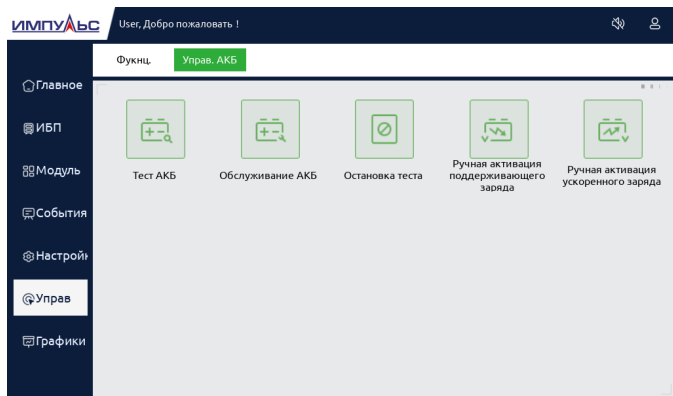 ИМПУЛЬС
User, Добро пожаловать !
Фукнц.
Управ. АКБ
Главное
ИБП
Модуль
События
Настрой
Управ
Графики
Тест АКБ
Обслуживание АКБ
Остановка теста
Ручная активация
поддерживающего
заряда
Ручная активация
ускоренного заряда